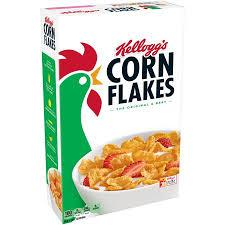 Kellogg's
CORN
FLAKES
THE ORIGINAL & BEST